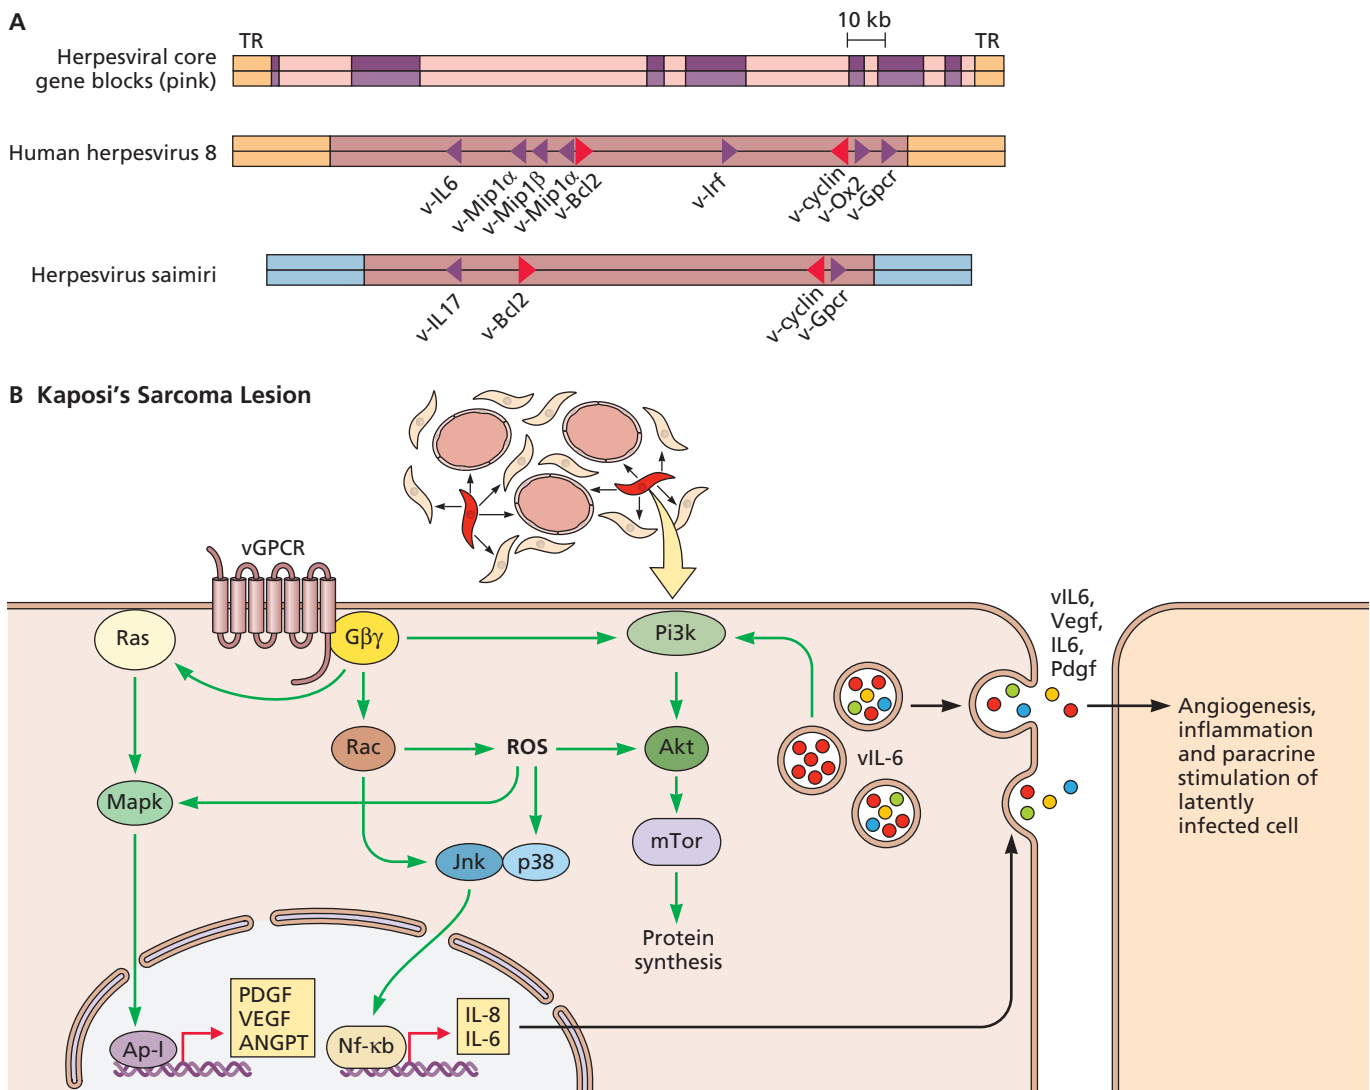 A
10 kb
TR
TR
Herpesviral core
gene blocks (pink)
Human herpesvirus 8
v-IL6
v-Mip1α
v-Mip1β
v-Mip1α
v-Bcl2
v-Irf
v-cyclin
v-Ox2
v-Gpcr
Herpesvirus saimiri
v-IL17
v-Bcl2
v-cyclin
v-Gpcr
B Kaposi's Sarcoma Lesion
vGPCR
Ras
Gβγ
Pi3k
vIL6,
Vegf,
IL6,
Pdgf
Rac
ROS
Akt
vIL-6
Angiogenesis,
inflammation
and paracrine
stimulation of
latently
infected cell
Mapk
Jnk
p38
mTor
Protein
synthesis
PDGF
VEGF
ANGPT
IL-8
IL-6
Ap-I
Nf-κb